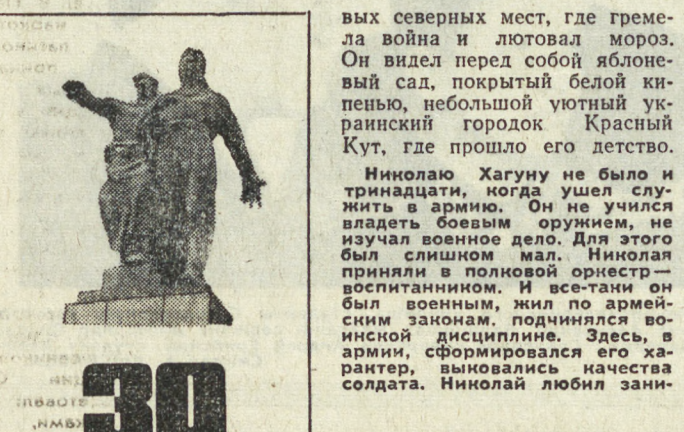 вых северных мест, где греме-
ла война и лютовал мороз.
Он видел перед собой яблоне-
вый сад, покрытый белой ки-
пенью, небольшой уютный ук-
раинский городок Красный
Кут, где прошло его детство.
Николаю Хагуну не было и
тринадцати, когда ушел слу-
жить в армию. Он не учился
владеть боевым оружием, не
изучал военное дело. Для этого
был слишком мал. Николая
приняли в полковой оркестр—
воспитанником. И все-таки он
был военным, жил по армей-
ским законам, подчинялся во-
инской дисциплине. Здесь, в
армии, сформировался его ха-
рактер, выковались качества
солдата. Николай любил зани-
30